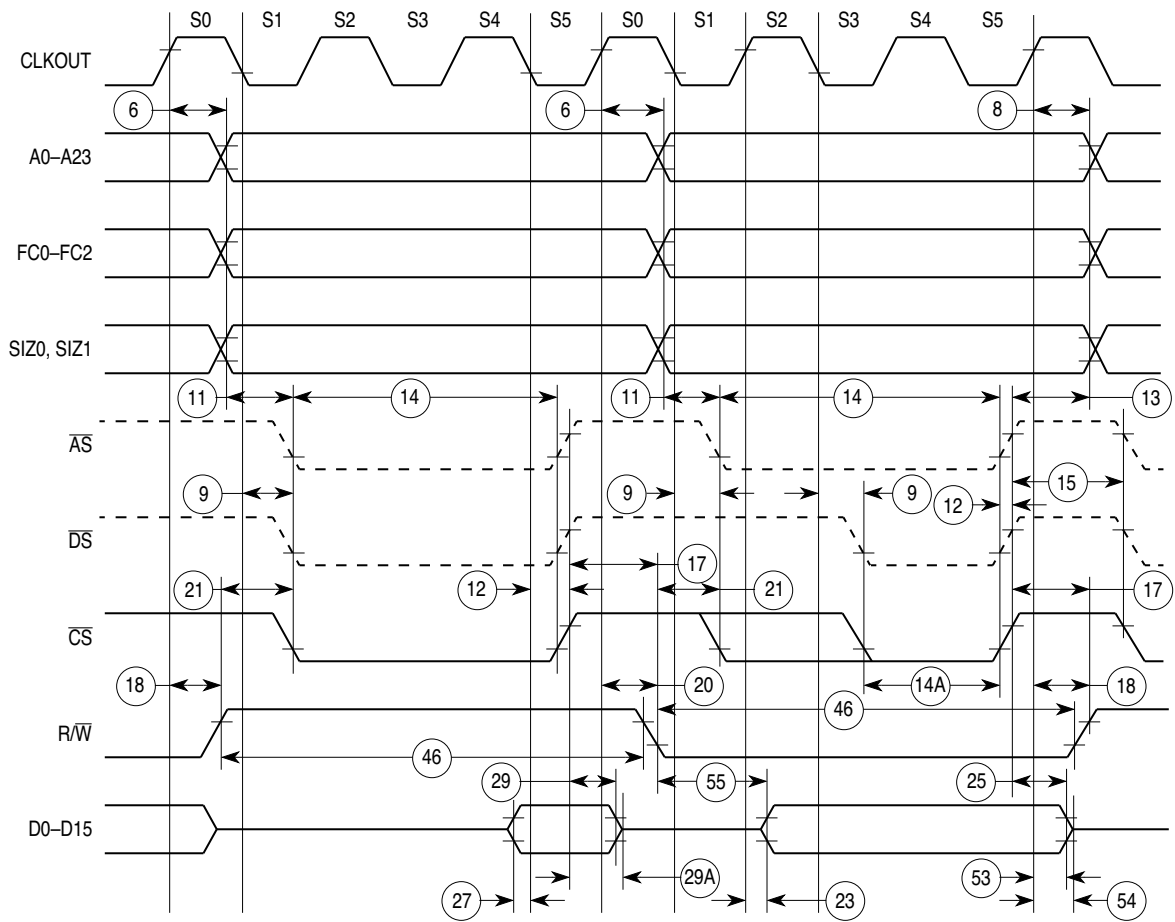 S0 S1 S2 S3 S4 S5 S0 S1 S2 S3 S4 S5
CLKOUT
6 6 8
A0–A23
FC0–FC2
SIZ0, SIZ1
11 14 11 14 13
AS
9 9 9 12 15
DS
21 12 17 21 17
CS
18 20 14A 18
R/W
46
46
29 55 25
D0–D15
27 29A 23 53 54